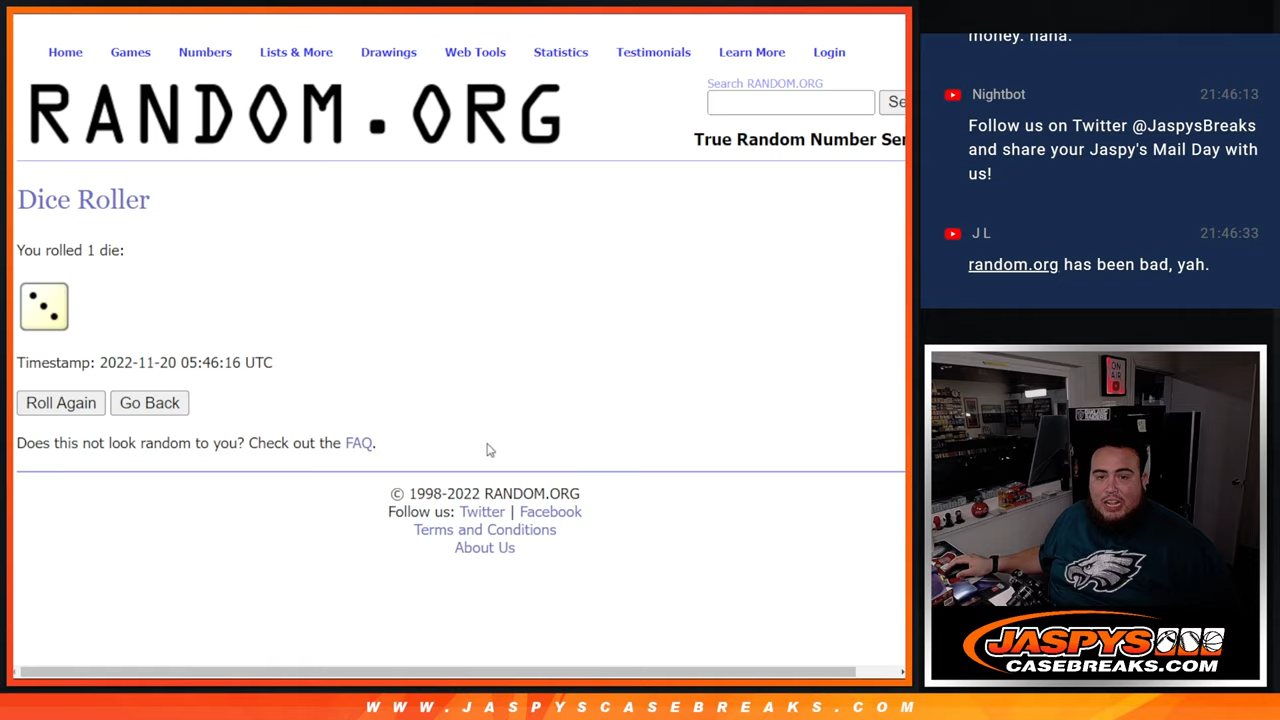 Home Games Numbers Lists & More Drawings Web Tools Statistics Testimonials Learn More Login
RANDOM.ORG
Search RANDOM.ORG
Se
True Random Number Ser
Dice Roller
You rolled 1 die:
Timestamp: 2022-11-20 05:46:16 UTC
Roll Again Go Back
Does this not look random to you? Check out the FAQ.
© 1998-2022 RANDOM.ORG
Follow us: Twitter | Facebook
Terms and Conditions
About Us
money. haha.
Nightbot 21:46:13
Follow us on Twitter @JaspysBreaks
and share your Jaspy's Mail Day with
us!
J L 21:46:33
random.org has been bad, yah.
ON
AIR
JASPYS
CASEBREAKS.COM
WWW.JASPYSCASEBREAKS.COM